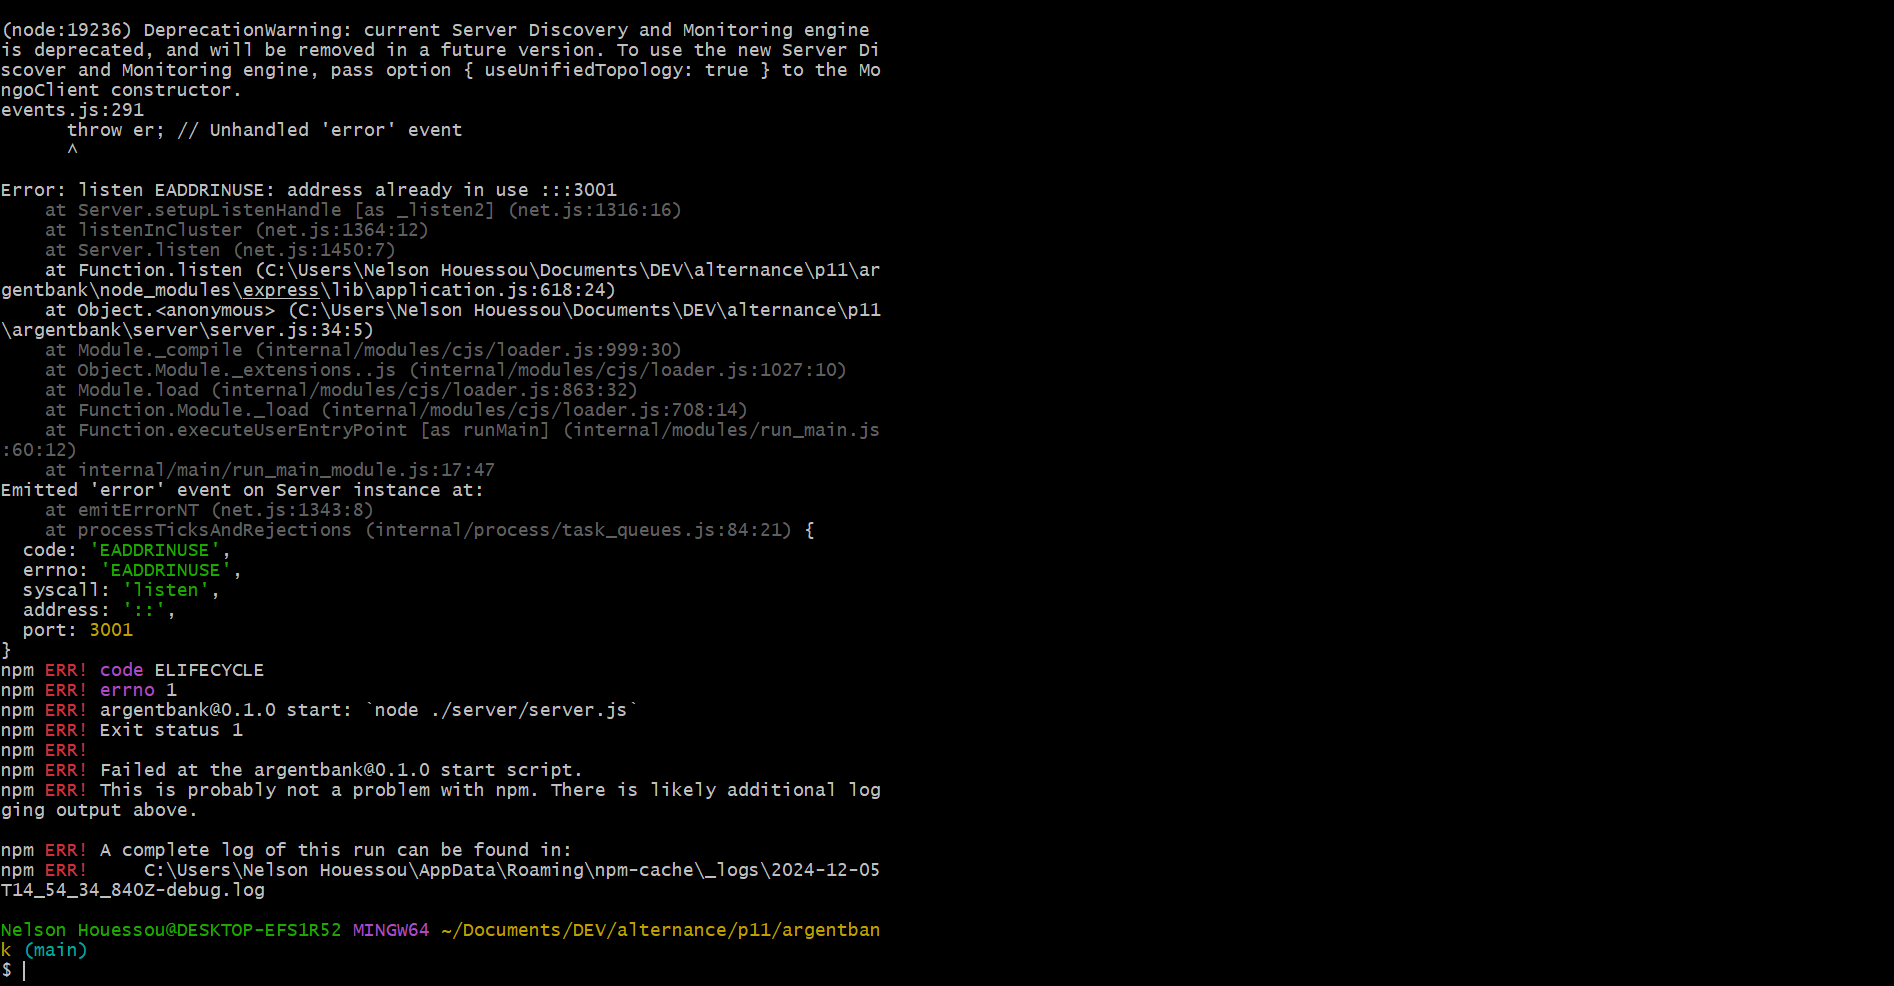 (node:19236) DeprecationWarning: current Server Discovery and Monitoring engine
is deprecated, and will be removed in a future version. To use the new Server Di
scover and Monitoring engine, pass option { useUnifiedTopology: true } to the Mo
ngoClient constructor.
events.js:291
      throw er; // Unhandled 'error' event
      ^

Error: listen EADDRINUSE: address already in use :::3001
    at Server.setupListenHandle [as _listen2] (net.js:1316:16)
    at listenInCluster (net.js:1364:12)
    at Server.listen (net.js:1450:7)
    at Function.listen (C:\Users\Nelson Houessou\Documents\DEV\alternance\p11\ar
gentbank\node_modules\express\lib\application.js:618:24)
    at Object.<anonymous> (C:\Users\Nelson Houessou\Documents\DEV\alternance\p11
\argentbank\server\server.js:34:5)
    at Module._compile (internal/modules/cjs/loader.js:999:30)
    at Object.Module._extensions..js (internal/modules/cjs/loader.js:1027:10)
    at Module.load (internal/modules/cjs/loader.js:863:32)
    at Function.Module._load (internal/modules/cjs/loader.js:708:14)
    at Function.executeUserEntryPoint [as runMain] (internal/modules/run_main.js
:60:12)
    at internal/main/run_main_module.js:17:47
Emitted 'error' event on Server instance at:
    at emitErrorNT (net.js:1343:8)
    at processTicksAndRejections (internal/process/task_queues.js:84:21) {
  code: 'EADDRINUSE',
  errno: 'EADDRINUSE',
  syscall: 'listen',
  address: '::',
  port: 3001
}
npm ERR! code ELIFECYCLE
npm ERR! errno 1
npm ERR! argentbank@0.1.0 start: `node ./server/server.js`
npm ERR! Exit status 1
npm ERR!
npm ERR! Failed at the argentbank@0.1.0 start script.
npm ERR! This is probably not a problem with npm. There is likely additional log
ging output above.

npm ERR! A complete log of this run can be found in:
npm ERR!     C:\Users\Nelson Houessou\AppData\Roaming\npm-cache\_logs\2024-12-05
T14_54_34_840Z-debug.log

Nelson Houessou@DESKTOP-EFS1R52 MINGW64 ~/Documents/DEV/alternance/p11/argentban
k (main)
$